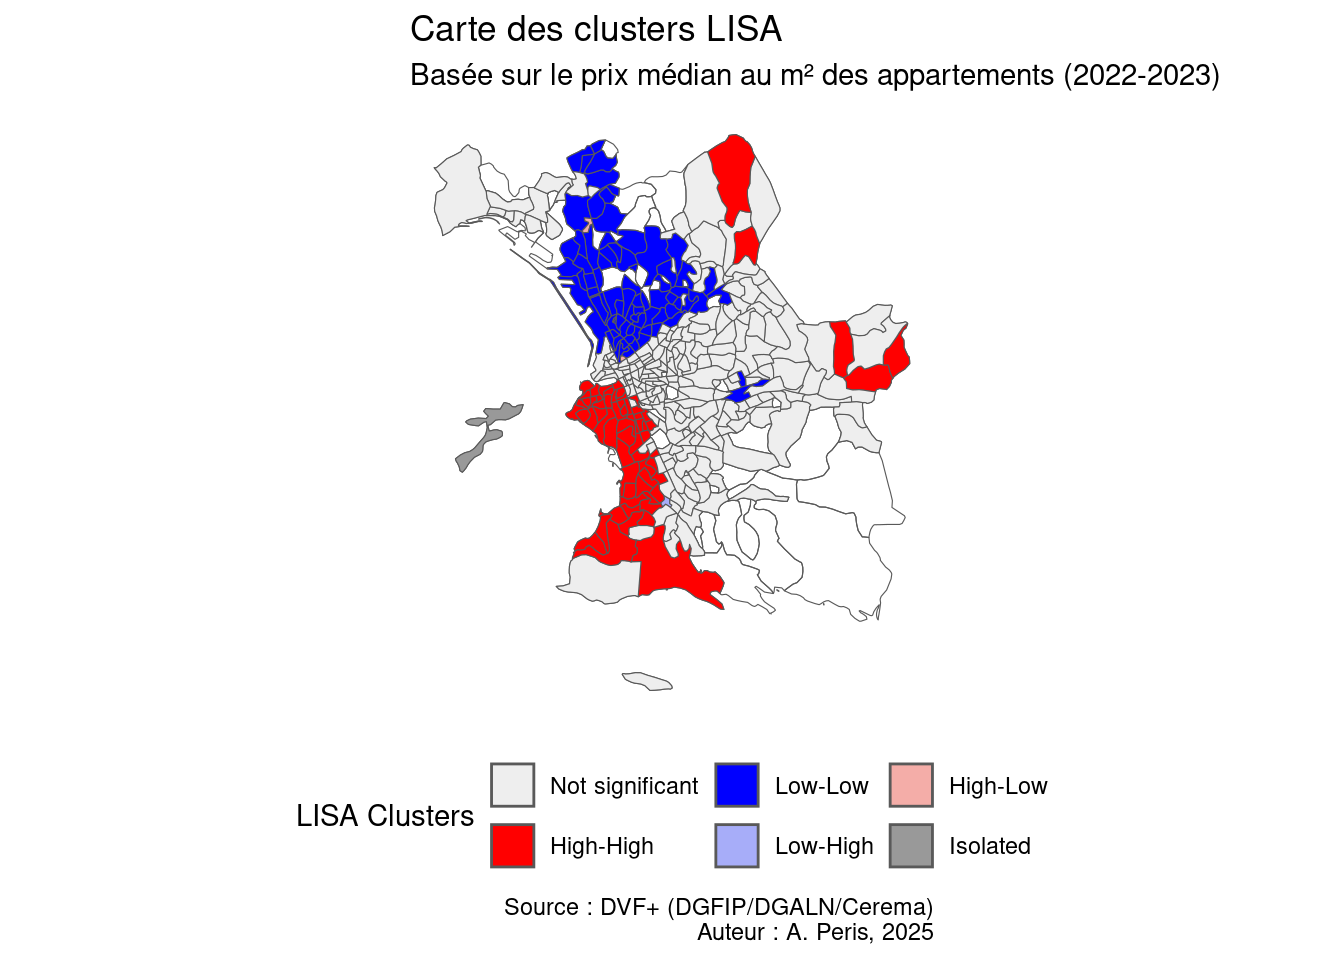 Carte des clusters LISA
Basée sur le prix médian au m² des appartements (2022-2023)
LISA Clusters
Not significant
Low-Low
High-Low
High-High
Low-High
Isolated
Source : DVF+ (DGFIP/DGALN/Cerema)
Auteur : A. Peris, 2025